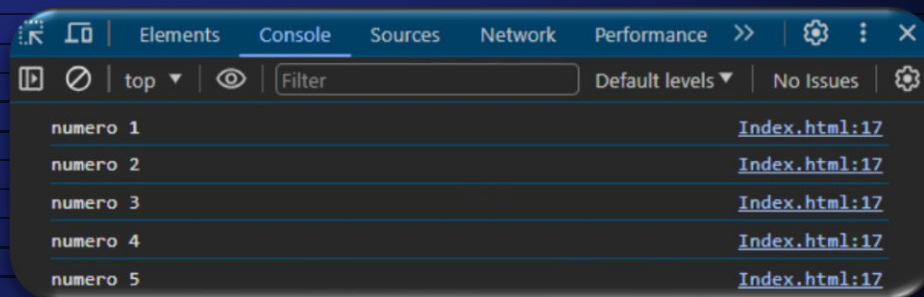 Elements Console Sources Network Performance
top Filter Default levels No Issues
numero 1 Index.html:17
numero 2 Index.html:17
numero 3 Index.html:17
numero 4 Index.html:17
numero 5 Index.html:17